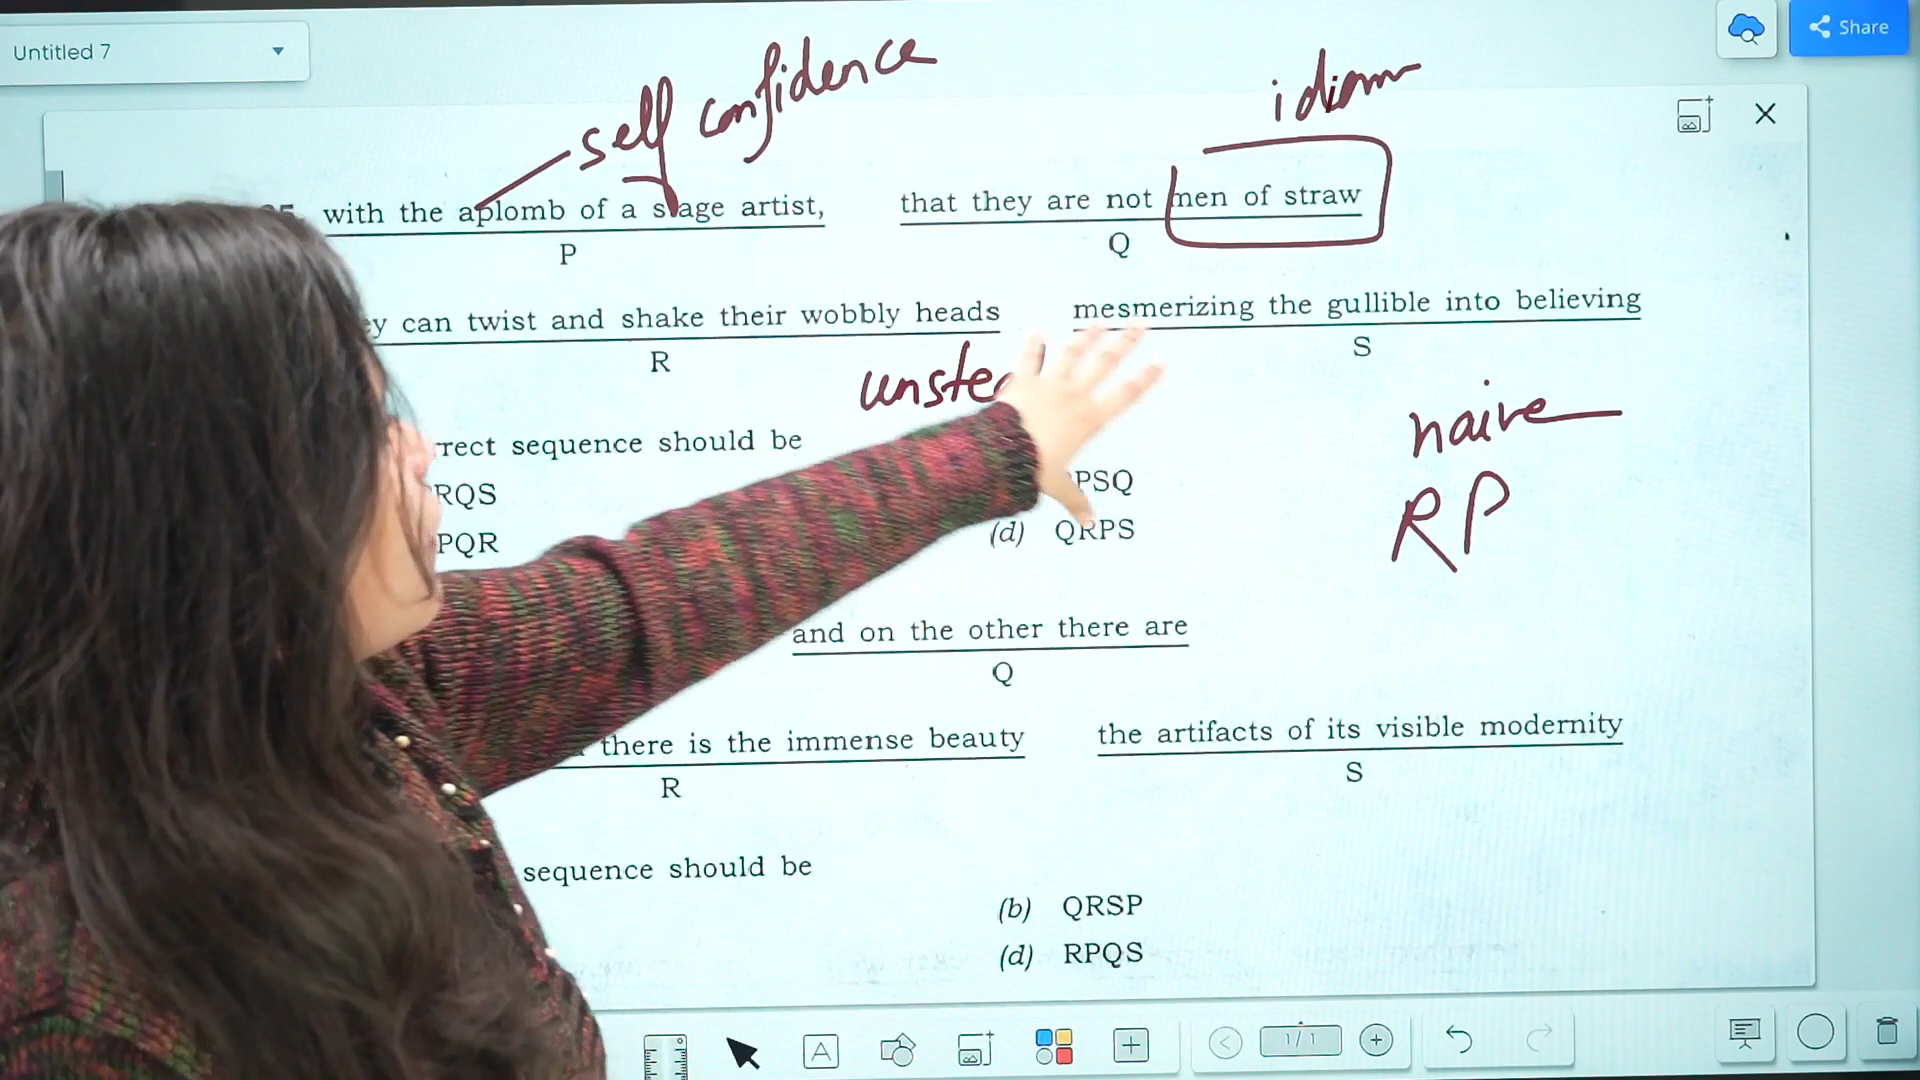 Untitled 7
Share
self confidence
idiom
with the aplomb of a stage artist, that they are not men of straw
P Q
can twist and shake their wobbly heads mesmerizing the gullible into believing
R S
naive
sequence should be
RQS PSQ
PQR (d) QRPS
RP
and on the other there are
Q
there is the immense beauty the artifacts of its visible modernity
R S
sequence should be
(b) QRSP
(d) RPQS
A
1/1